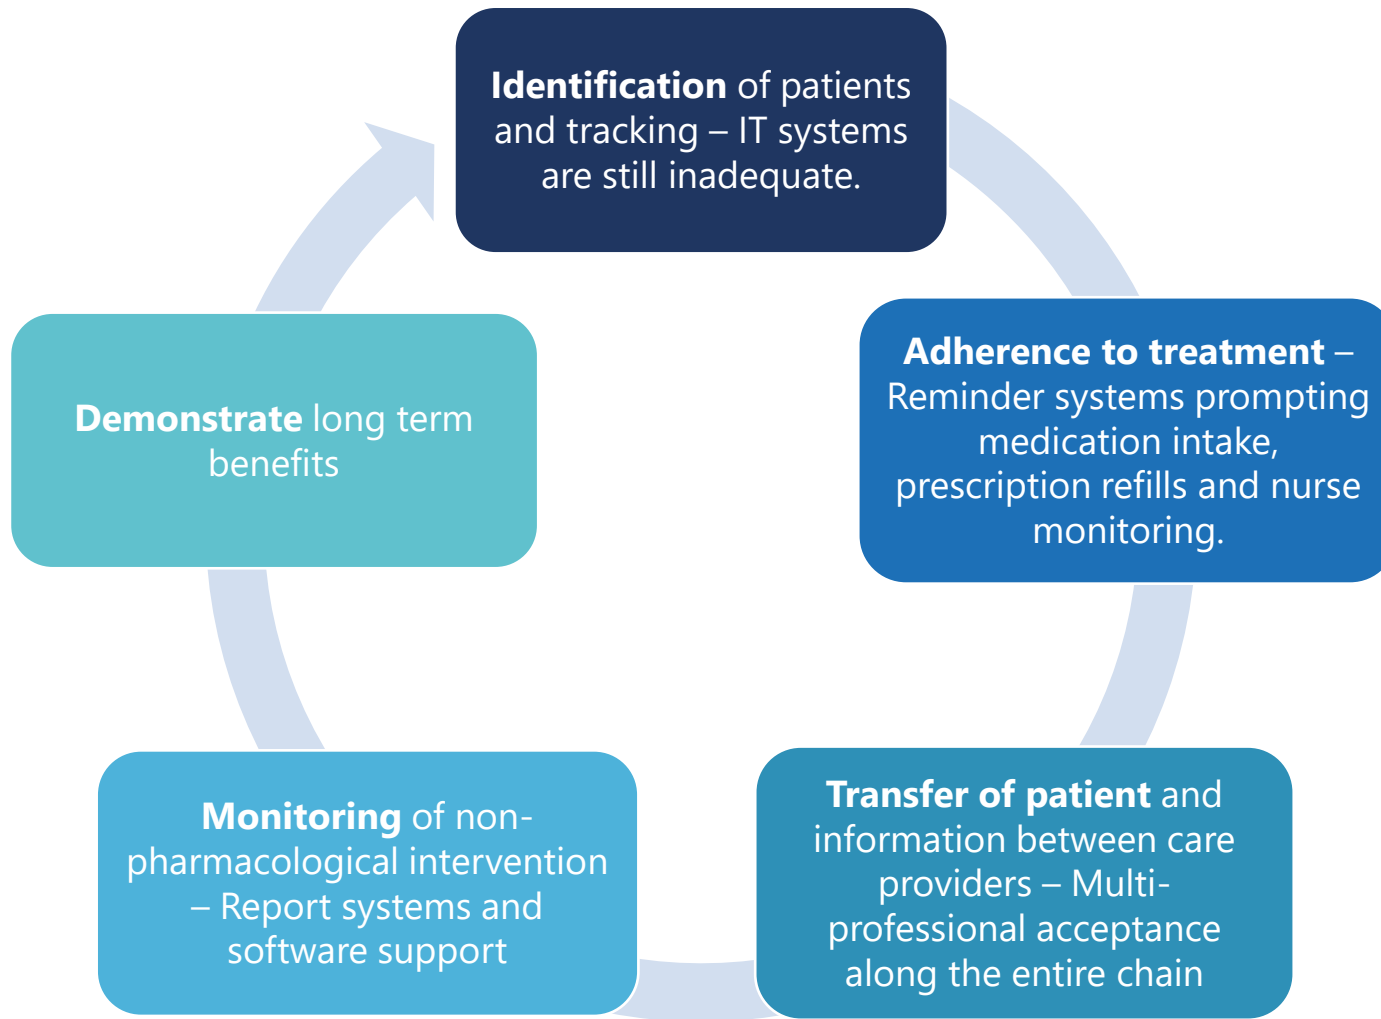 Identification of patients
and tracking – IT systems
are still inadequate.
Adherence to treatment –
Reminder systems prompting
medication intake,
prescription refills and nurse
monitoring.
Transfer of patient and
information between care
providers – Multi-
professional acceptance
along the entire chain
Monitoring of non-
pharmacological intervention
– Report systems and
software support
Demonstrate long term
benefits